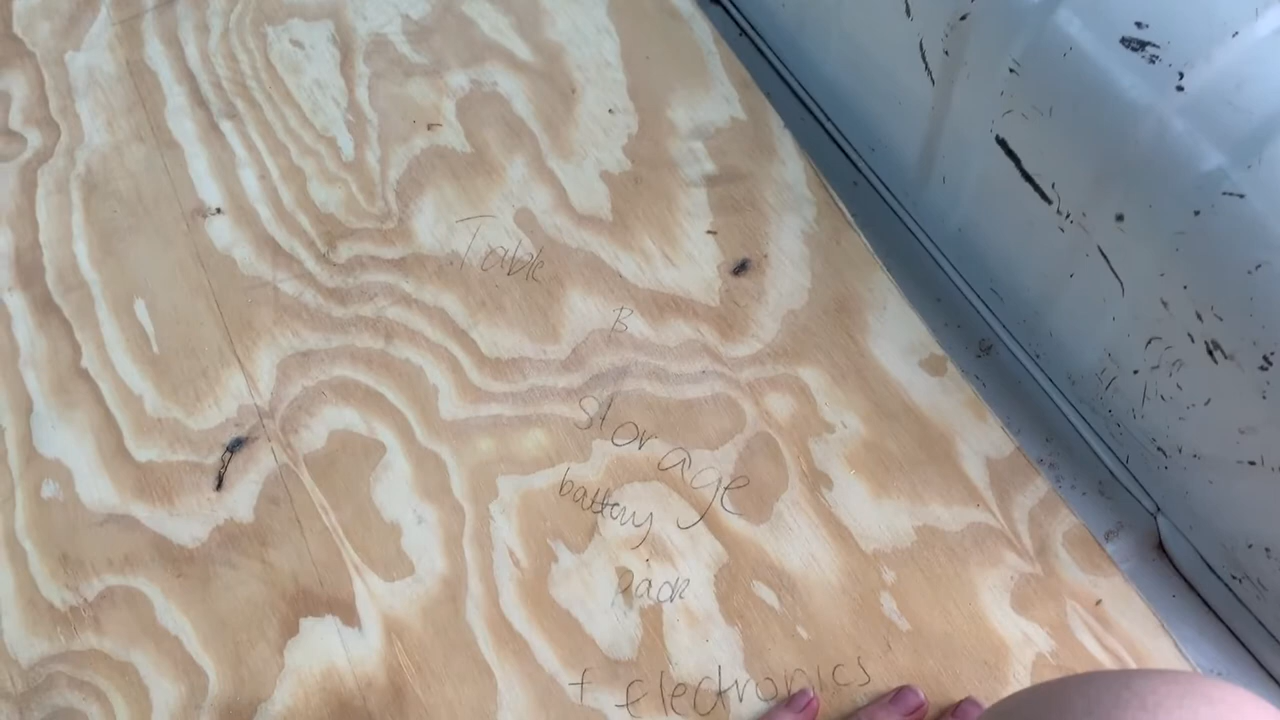 Table
B
storage
battery
pack
+ electronics